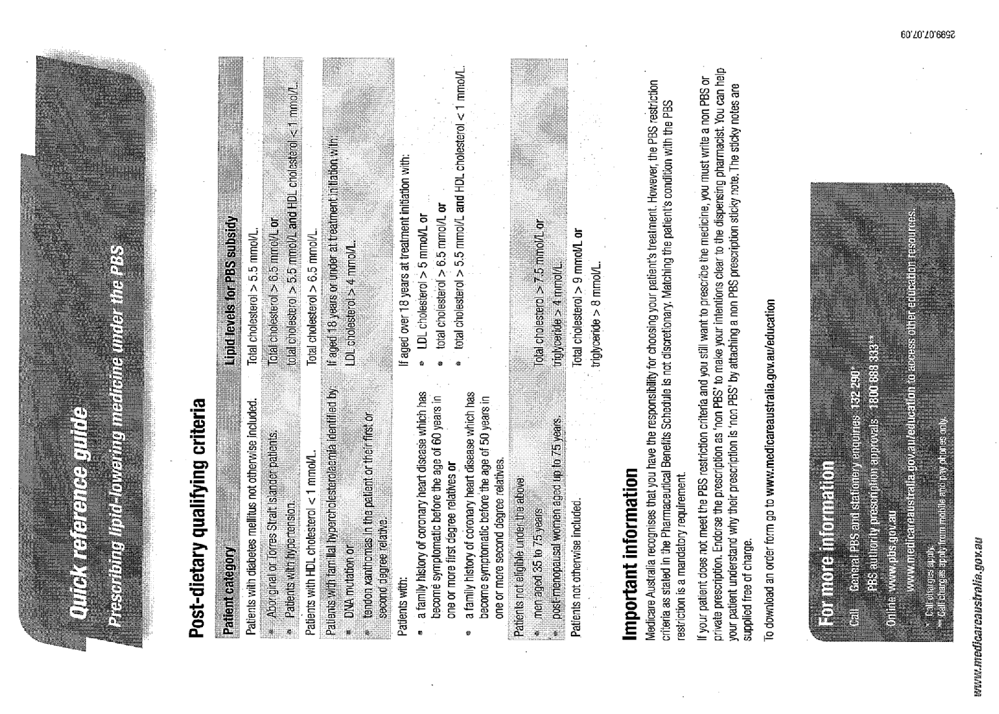 Quick reference guide
Prescribing lipid-lowering medicine under the PBS
Post-dietary qualifying criteria
Patient category Lipid levels for PBS subsidy
Patients with diabetes mellitus not otherwise included. Total cholesterol > 5.5 mmol/L.
• Aboriginal or Torres Strait Islander patients. Total cholesterol > 6.5 mmol/L or
• Patients with hypertension. total cholesterol > 5.5 mmol/L and HDL cholesterol < 1 mmol/L.
Patients with HDL cholesterol < 1 mmol/L. Total cholesterol > 6.5 mmol/L.
Patients with familial hypercholesterolaemia identified by: If aged 18 years or under at treatment initiation with:
• DNA mutation or LDL cholesterol > 4 mmol/L.
• tendon xanthomas in the patient or their first or
second degree relative.
Patients with: If aged over 18 years at treatment initiation with:
• a family history of coronary heart disease which has • LDL cholesterol > 5 mmol/L or
become symptomatic before the age of 60 years in • total cholesterol > 6.5 mmol/L or
one or more first degree relatives or • total cholesterol > 5.5 mmol/L and HDL cholesterol < 1 mmol/L.
• a family history of coronary heart disease which has
become symptomatic before the age of 50 years in
one or more second degree relatives.
Patients not eligible under the above:
• men aged 35 to 75 years Total cholesterol > 7.5 mmol/L or
• post-menopausal women aged up to 75 years. triglyceride > 4 mmol/L.
Patients not otherwise included. Total cholesterol > 9 mmol/L or
triglyceride > 8 mmol/L.
Important information
Medicare Australia recognises that you have the responsibility for choosing your patient's treatment. However, the PBS restriction
criteria as stated in the Pharmaceutical Benefits Schedule is not discretionary. Matching the patient's condition with the PBS
restriction is a mandatory requirement.
If your patient does not meet the PBS restriction criteria and you still want to prescribe the medicine, you must write a non PBS or
private prescription. Endorse the prescription as 'non PBS' to make your intentions clear to the dispensing pharmacist. You can help
your patient understand why their prescription is 'non PBS' by attaching a non PBS prescription sticky note. The sticky notes are
supplied free of charge.
To download an order form go to www.medicareaustralia.gov.au/education
For more information
Call General PBS and stationery enquiries 132 290*
PBS authority prescription approvals 1800 888 333**
Online www.pbs.gov.au
www.medicareaustralia.gov.au/education to access other education resources.
* Call charges apply.
** Call charges apply from mobile and pay phones only.
www.medicareaustralia.gov.au
2599.07.07.09